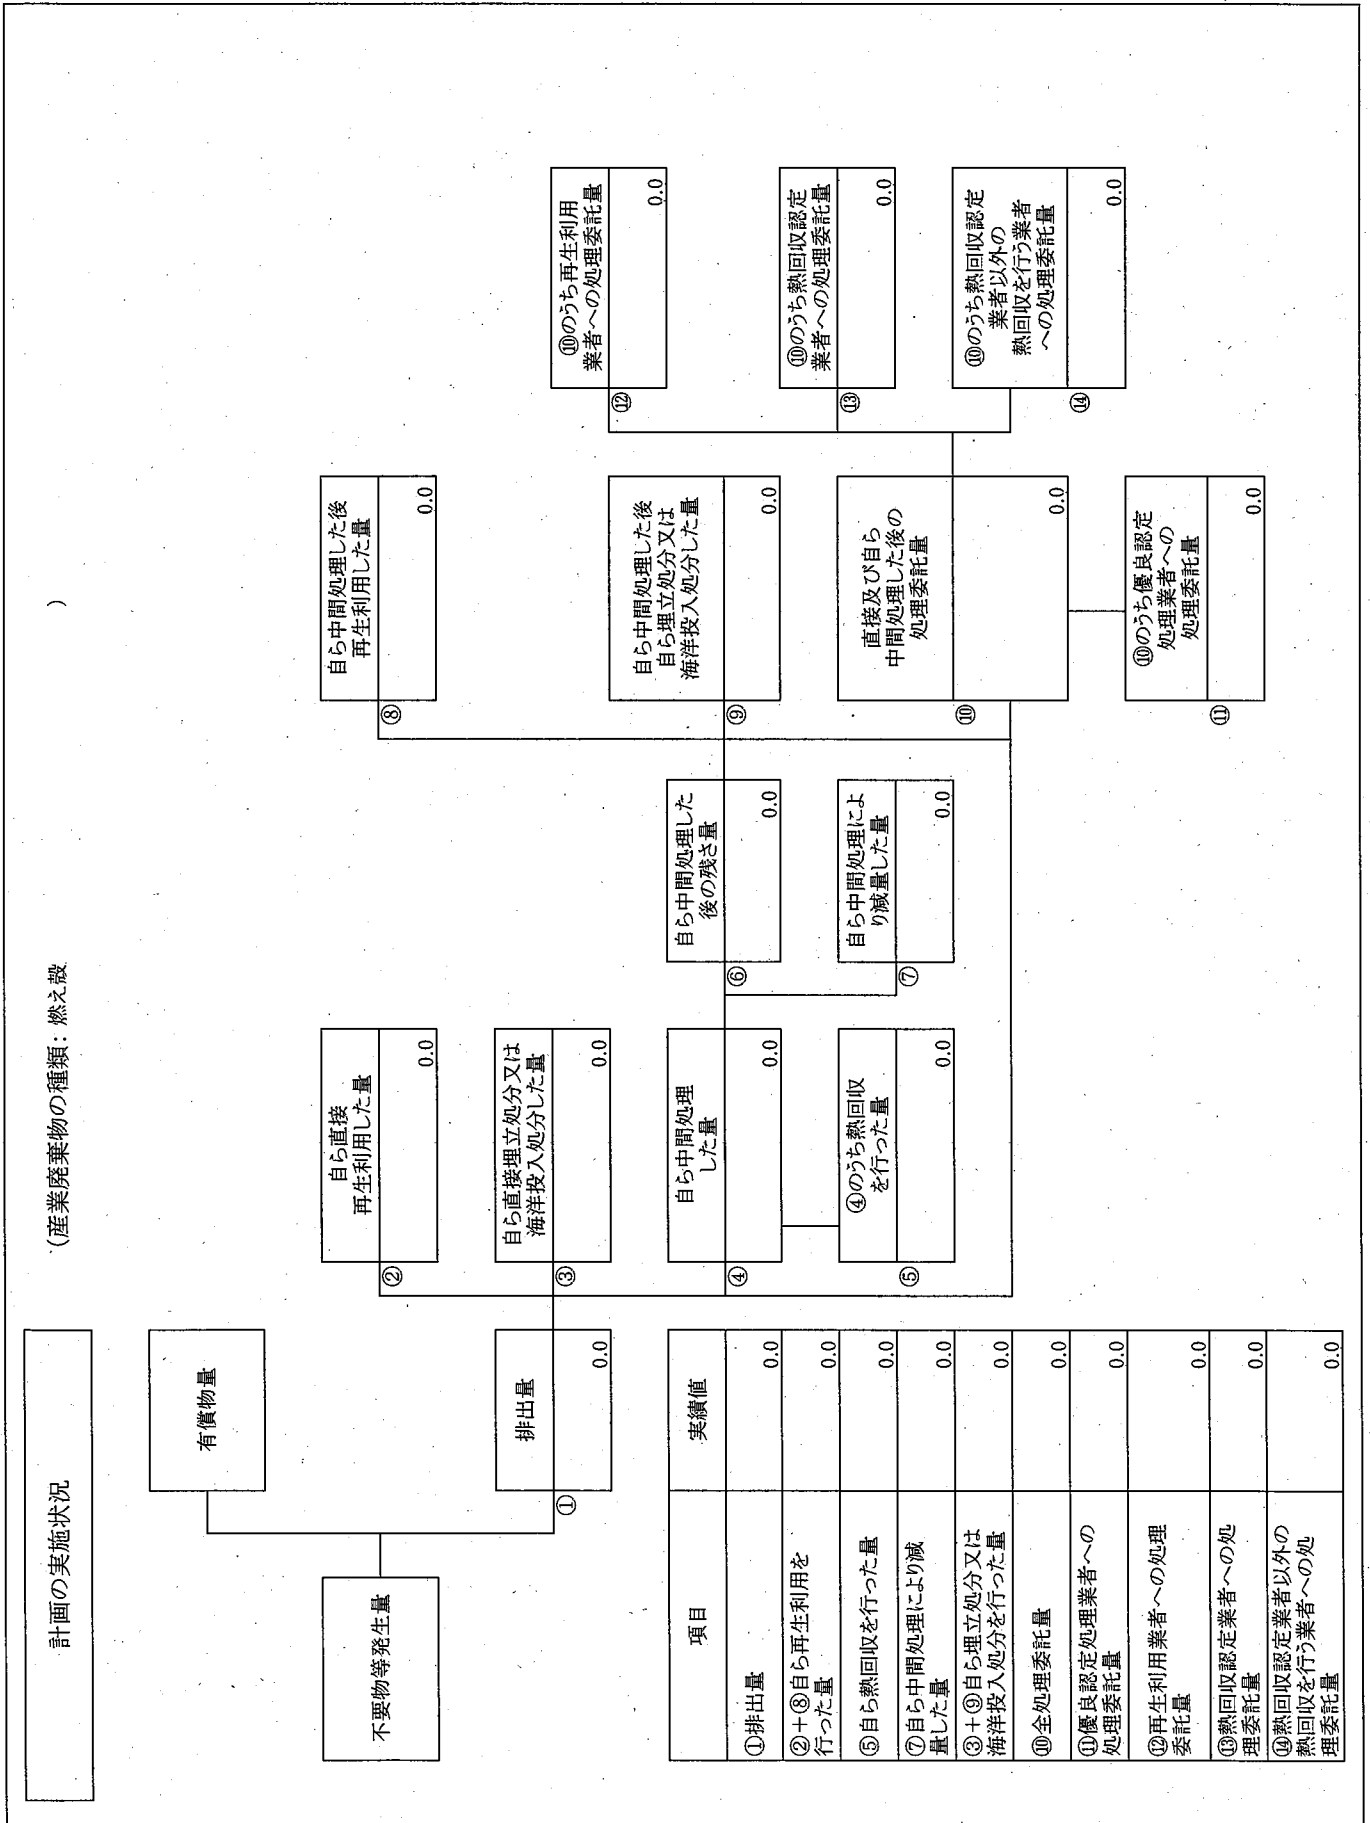 計画の実施状況
(産業廃棄物の種類: 燃え殻
)
不要物等発生量
有償物量
①
排出量
0.0
②
自ら直接
再生利用した量
0.0
③
自ら直接埋立処分又は
海洋投入処分した量
0.0
④
自ら中間処理
した量
0.0
⑤
④のうち熱回収
を行った量
0.0
⑥
自ら中間処理した
後の残さ量
0.0
⑦
自ら中間処理によ
り減量した量
0.0
⑧
自ら中間処理した後
再生利用した量
0.0
⑨
自ら中間処理した後
自ら埋立処分又は
海洋投入処分した量
0.0
⑩
直接及び自ら
中間処理した後の
処理委託量
0.0
⑪
⑩のうち優良認定
処理業者への
処理委託量
0.0
⑫
⑩のうち再生利用
業者への処理委託量
0.0
⑬
⑩のうち熱回収認定
業者への処理委託量
0.0
⑭
⑩のうち熱回収認定
業者以外の
熱回収を行う業者
への処理委託量
0.0
項目 実績値
①排出量 0.0
②+⑧自ら再生利用を
行った量 0.0
⑤自ら熱回収を行った量 0.0
⑦自ら中間処理により減
量した量 0.0
③+⑨自ら埋立処分又は
海洋投入処分を行った量 0.0
⑩全処理委託量 0.0
⑪優良認定処理業者への
処理委託量 0.0
⑫再生利用業者への処理
委託量 0.0
⑬熱回収認定業者への処
理委託量 0.0
⑭熱回収認定業者以外の
熱回収を行う業者への処
理委託量 0.0